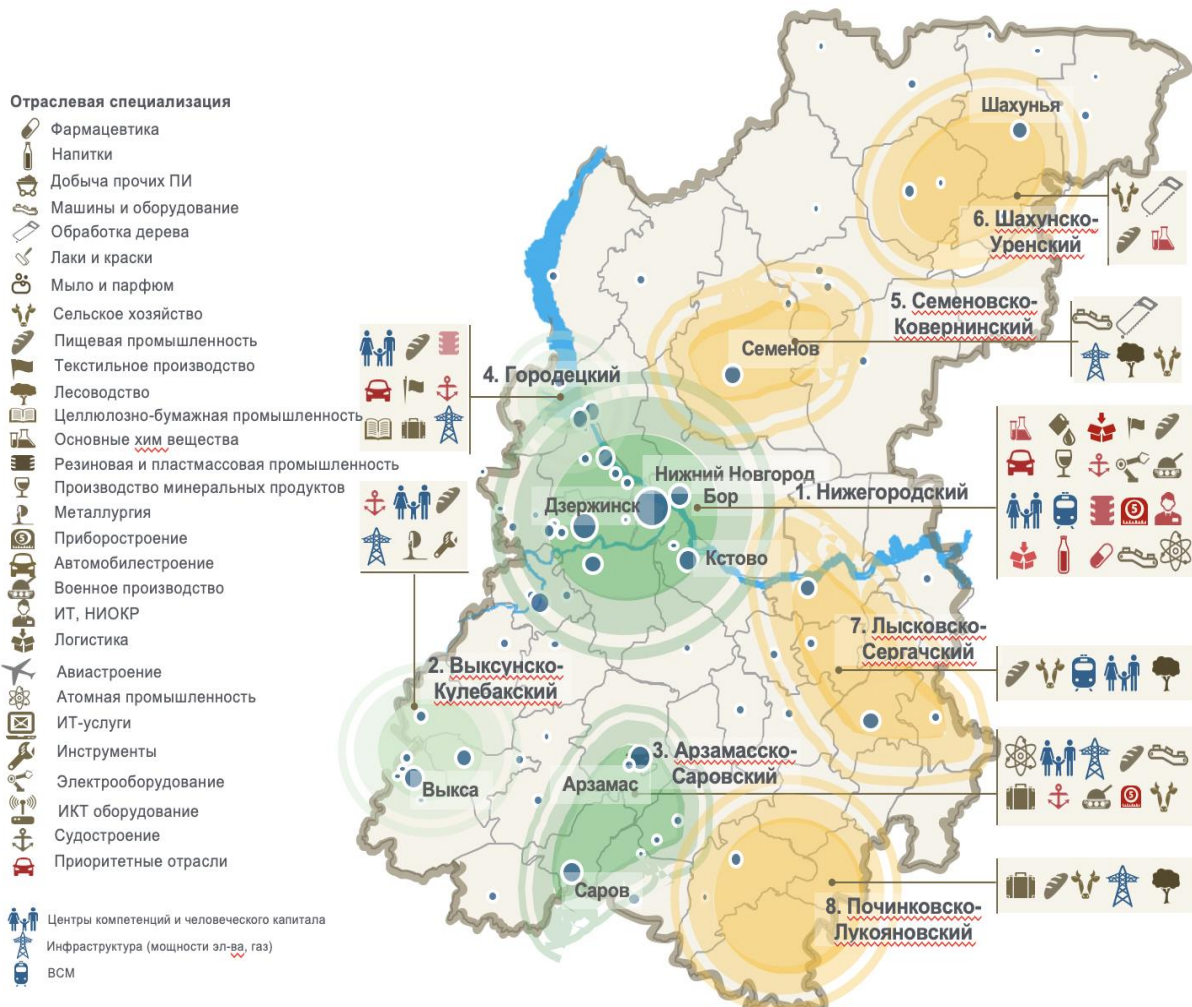 Отраслевая специализация
Фармацевтика
Напитки
Добыча прочих ПИ
Машины и оборудование
Обработка дерева
Лаки и краски
Мыло и парфюм
Сельское хозяйство
Пищевая промышленность
Текстильное производство
Лесоводство
Целлюлозно-бумажная промышленность
Основные хим вещества
Резиновая и пластмассовая промышленность
Производство минеральных продуктов
Металлургия
Приборостроение
Автомобилестроение
Военное производство
ИТ, НИОКР
Логистика
Авиастроение
Атомная промышленность
ИТ-услуги
Инструменты
Электрооборудование
ИКТ оборудование
Судостроение
Приоритетные отрасли
Центры компетенций и человеческого капитала
Инфраструктура (мощности эл-ва, газ)
ВСМ
Шахунья
6. Шахунско-
Уренский
5. Семеновско-
Ковернинский
Семенов
4. Городецкий
Нижний Новгород
Бор
1. Нижегородский
Дзержинск
Кстово
7. Лысковско-
Сергачский
2. Выксунско-
Кулебакский
Выкса
3. Арзамасско-
Саровский
Арзамас
Саров
8. Починковско-
Лукояновский